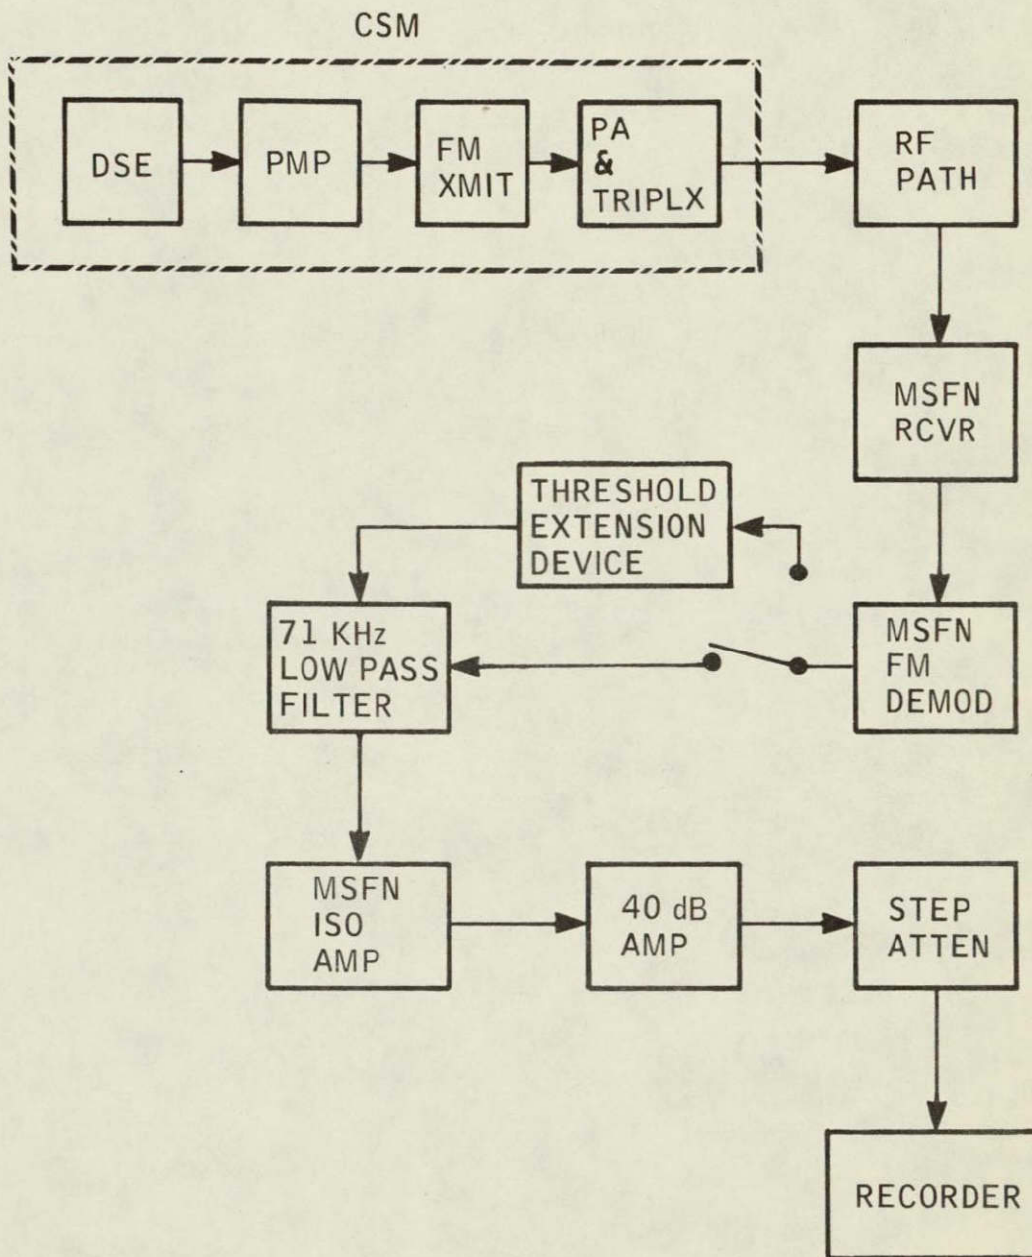 CSM
DSE
PMP
FM
XMIT
PA
&
TRIPLX
RF
PATH
MSFN
RCVR
THRESHOLD
EXTENSION
DEVICE
71 KHz
LOW PASS
FILTER
MSFN
FM
DEMOD
MSFN
ISO
AMP
40 dB
AMP
STEP
ATTEN
RECORDER